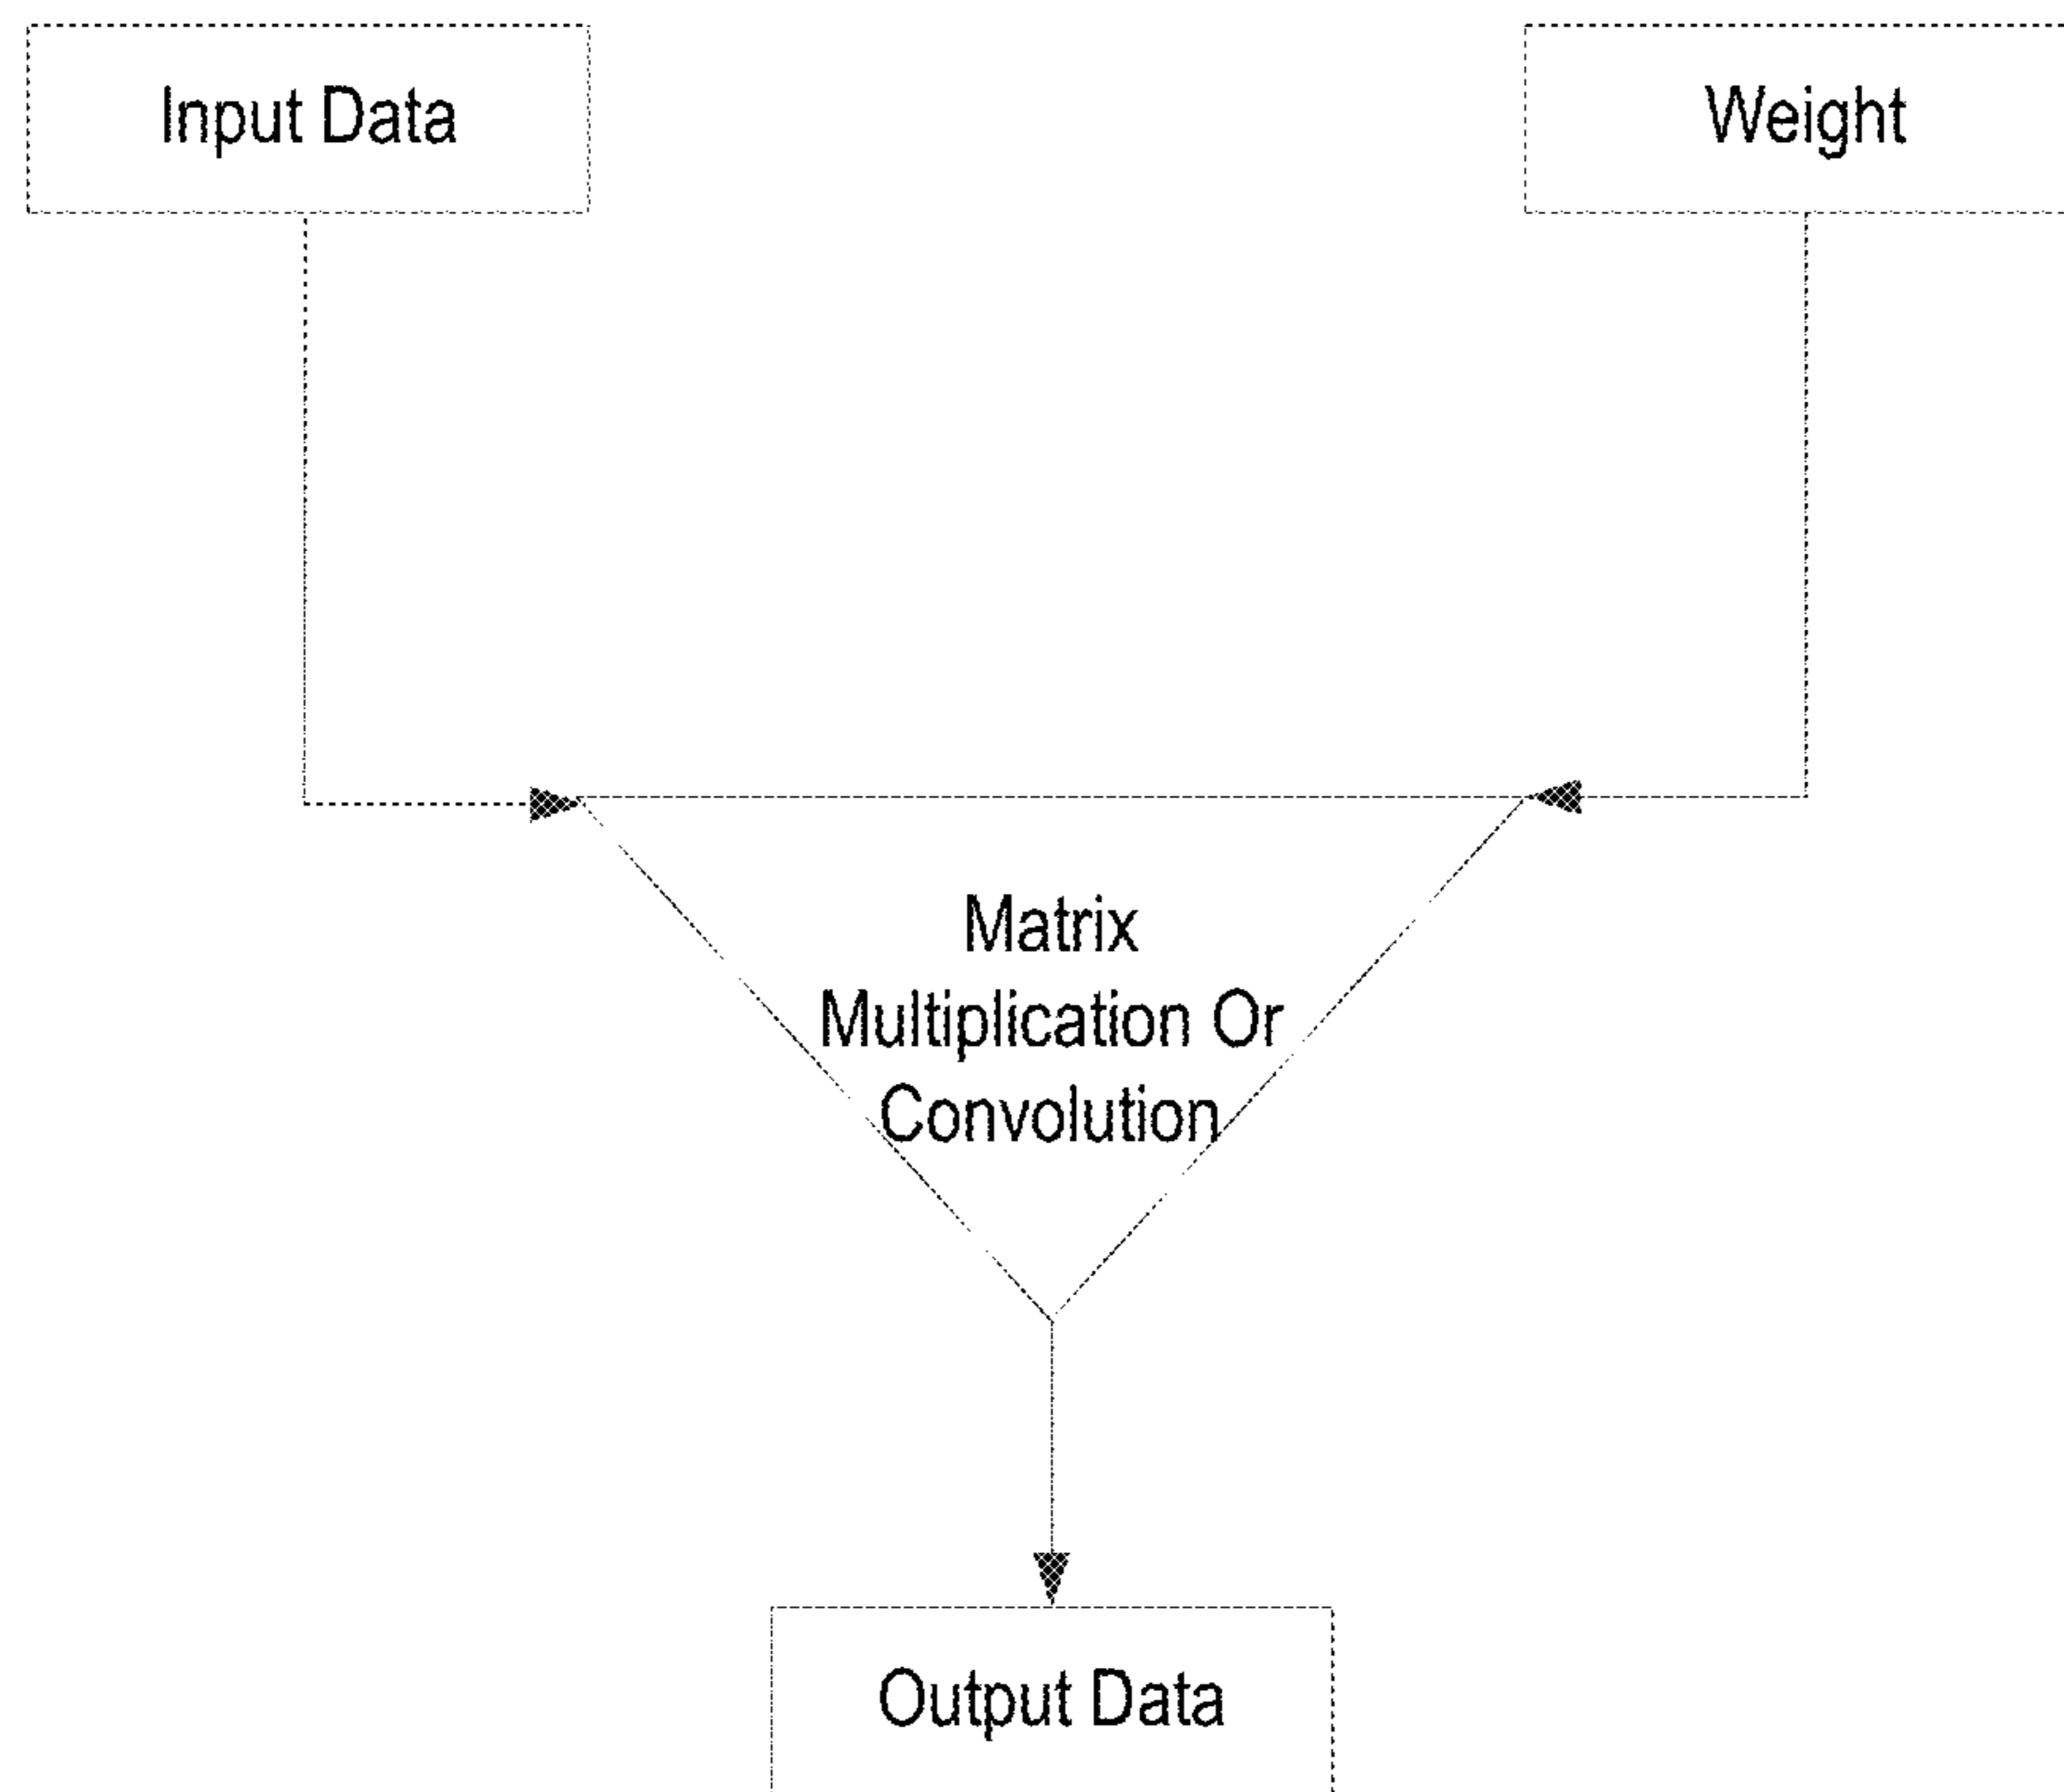 Input Data
Weight
Matrix
Multiplication Or
Convolution
Output Data